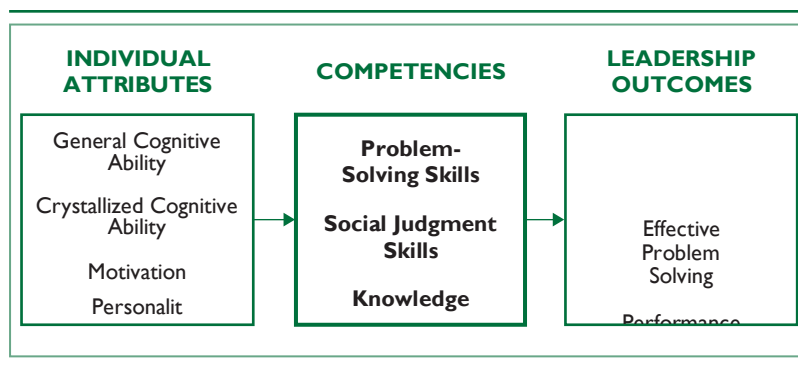 INDIVIDUAL
ATTRIBUTES
General Cognitive
Ability
Crystallized Cognitive
Ability
Motivation
Personalit
COMPETENCIES
Problem-
Solving Skills
Social Judgment
Skills
Knowledge
LEADERSHIP
OUTCOMES
Effective
Problem
Solving
Performance